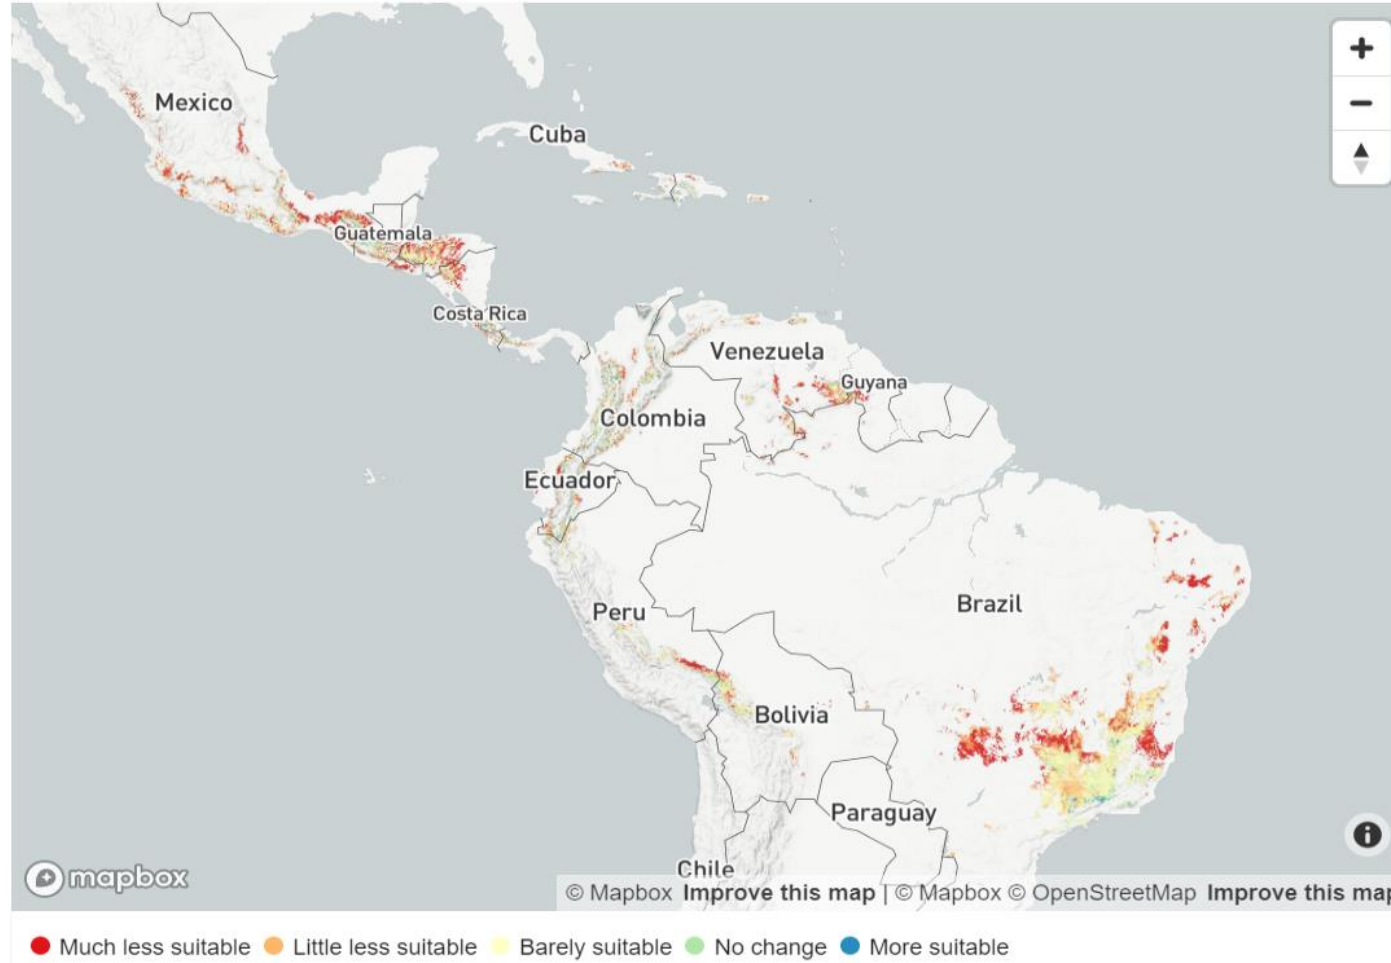 +
−
Mexico
Cuba
Guatemala
Costa Rica
Venezuela
Guyana
Colombia
Ecuador
Peru
Brazil
Bolivia
Paraguay
Chile
i
mapbox
© Mapbox Improve this map | © Mapbox © OpenStreetMap Improve this map
Much less suitable Little less suitable Barely suitable No change More suitable